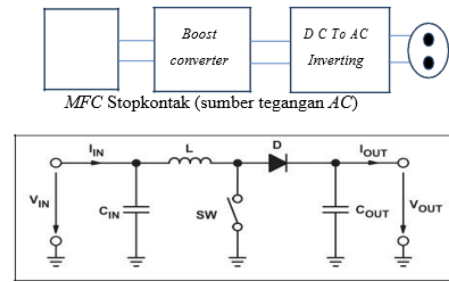 Boost
converter
D C To AC
Inverting
MFC Stopkontak (sumber tegangan AC)
IIN
L
D
IOUT
VIN
CIN
SW
COUT
VOUT